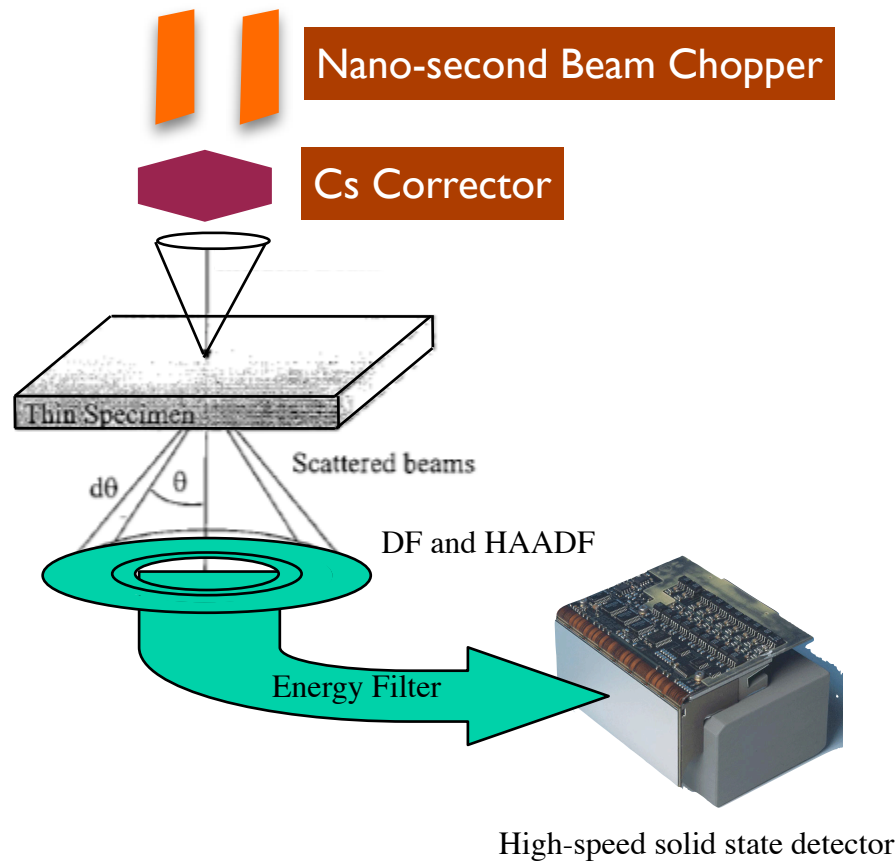 Nano-second Beam Chopper
Cs Corrector
Thin Specimen
Scattered beams
dθ
θ
DF and HAADF
Energy Filter
High-speed solid state detector